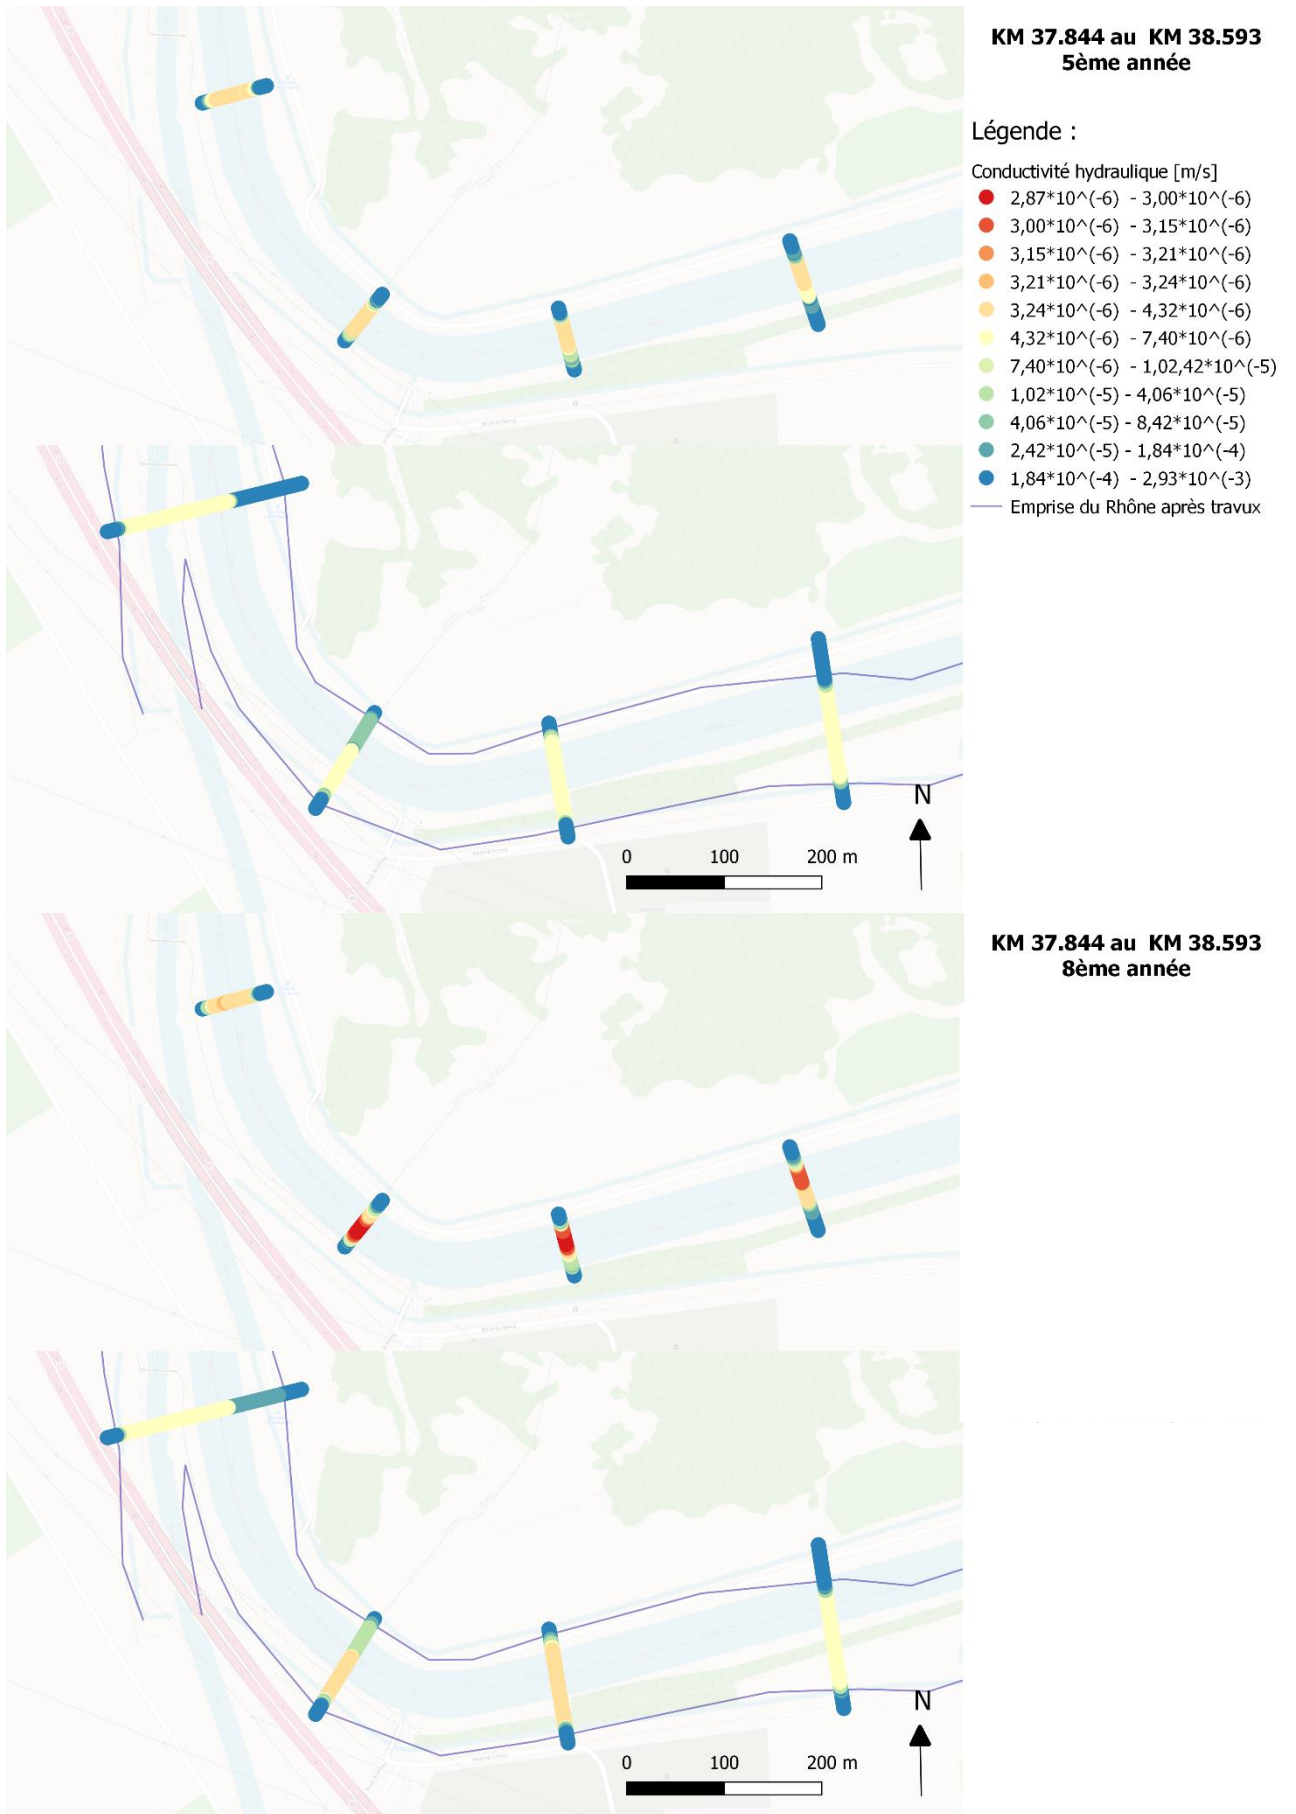 KM 37.844 au KM 38.593
5ème année
Légende :
Conductivité hydraulique [m/s]
2,87*10^(-6) - 3,00*10^(-6)
3,00*10^(-6) - 3,15*10^(-6)
3,15*10^(-6) - 3,21*10^(-6)
3,21*10^(-6) - 3,24*10^(-6)
3,24*10^(-6) - 4,32*10^(-6)
4,32*10^(-6) - 7,40*10^(-6)
7,40*10^(-6) - 1,02,42*10^(-5)
1,02*10^(-5) - 4,06*10^(-5)
4,06*10^(-5) - 8,42*10^(-5)
2,42*10^(-5) - 1,84*10^(-4)
1,84*10^(-4) - 2,93*10^(-3)
Emprise du Rhône après travux
N
0 100 200 m
KM 37.844 au KM 38.593
8ème année
N
0 100 200 m